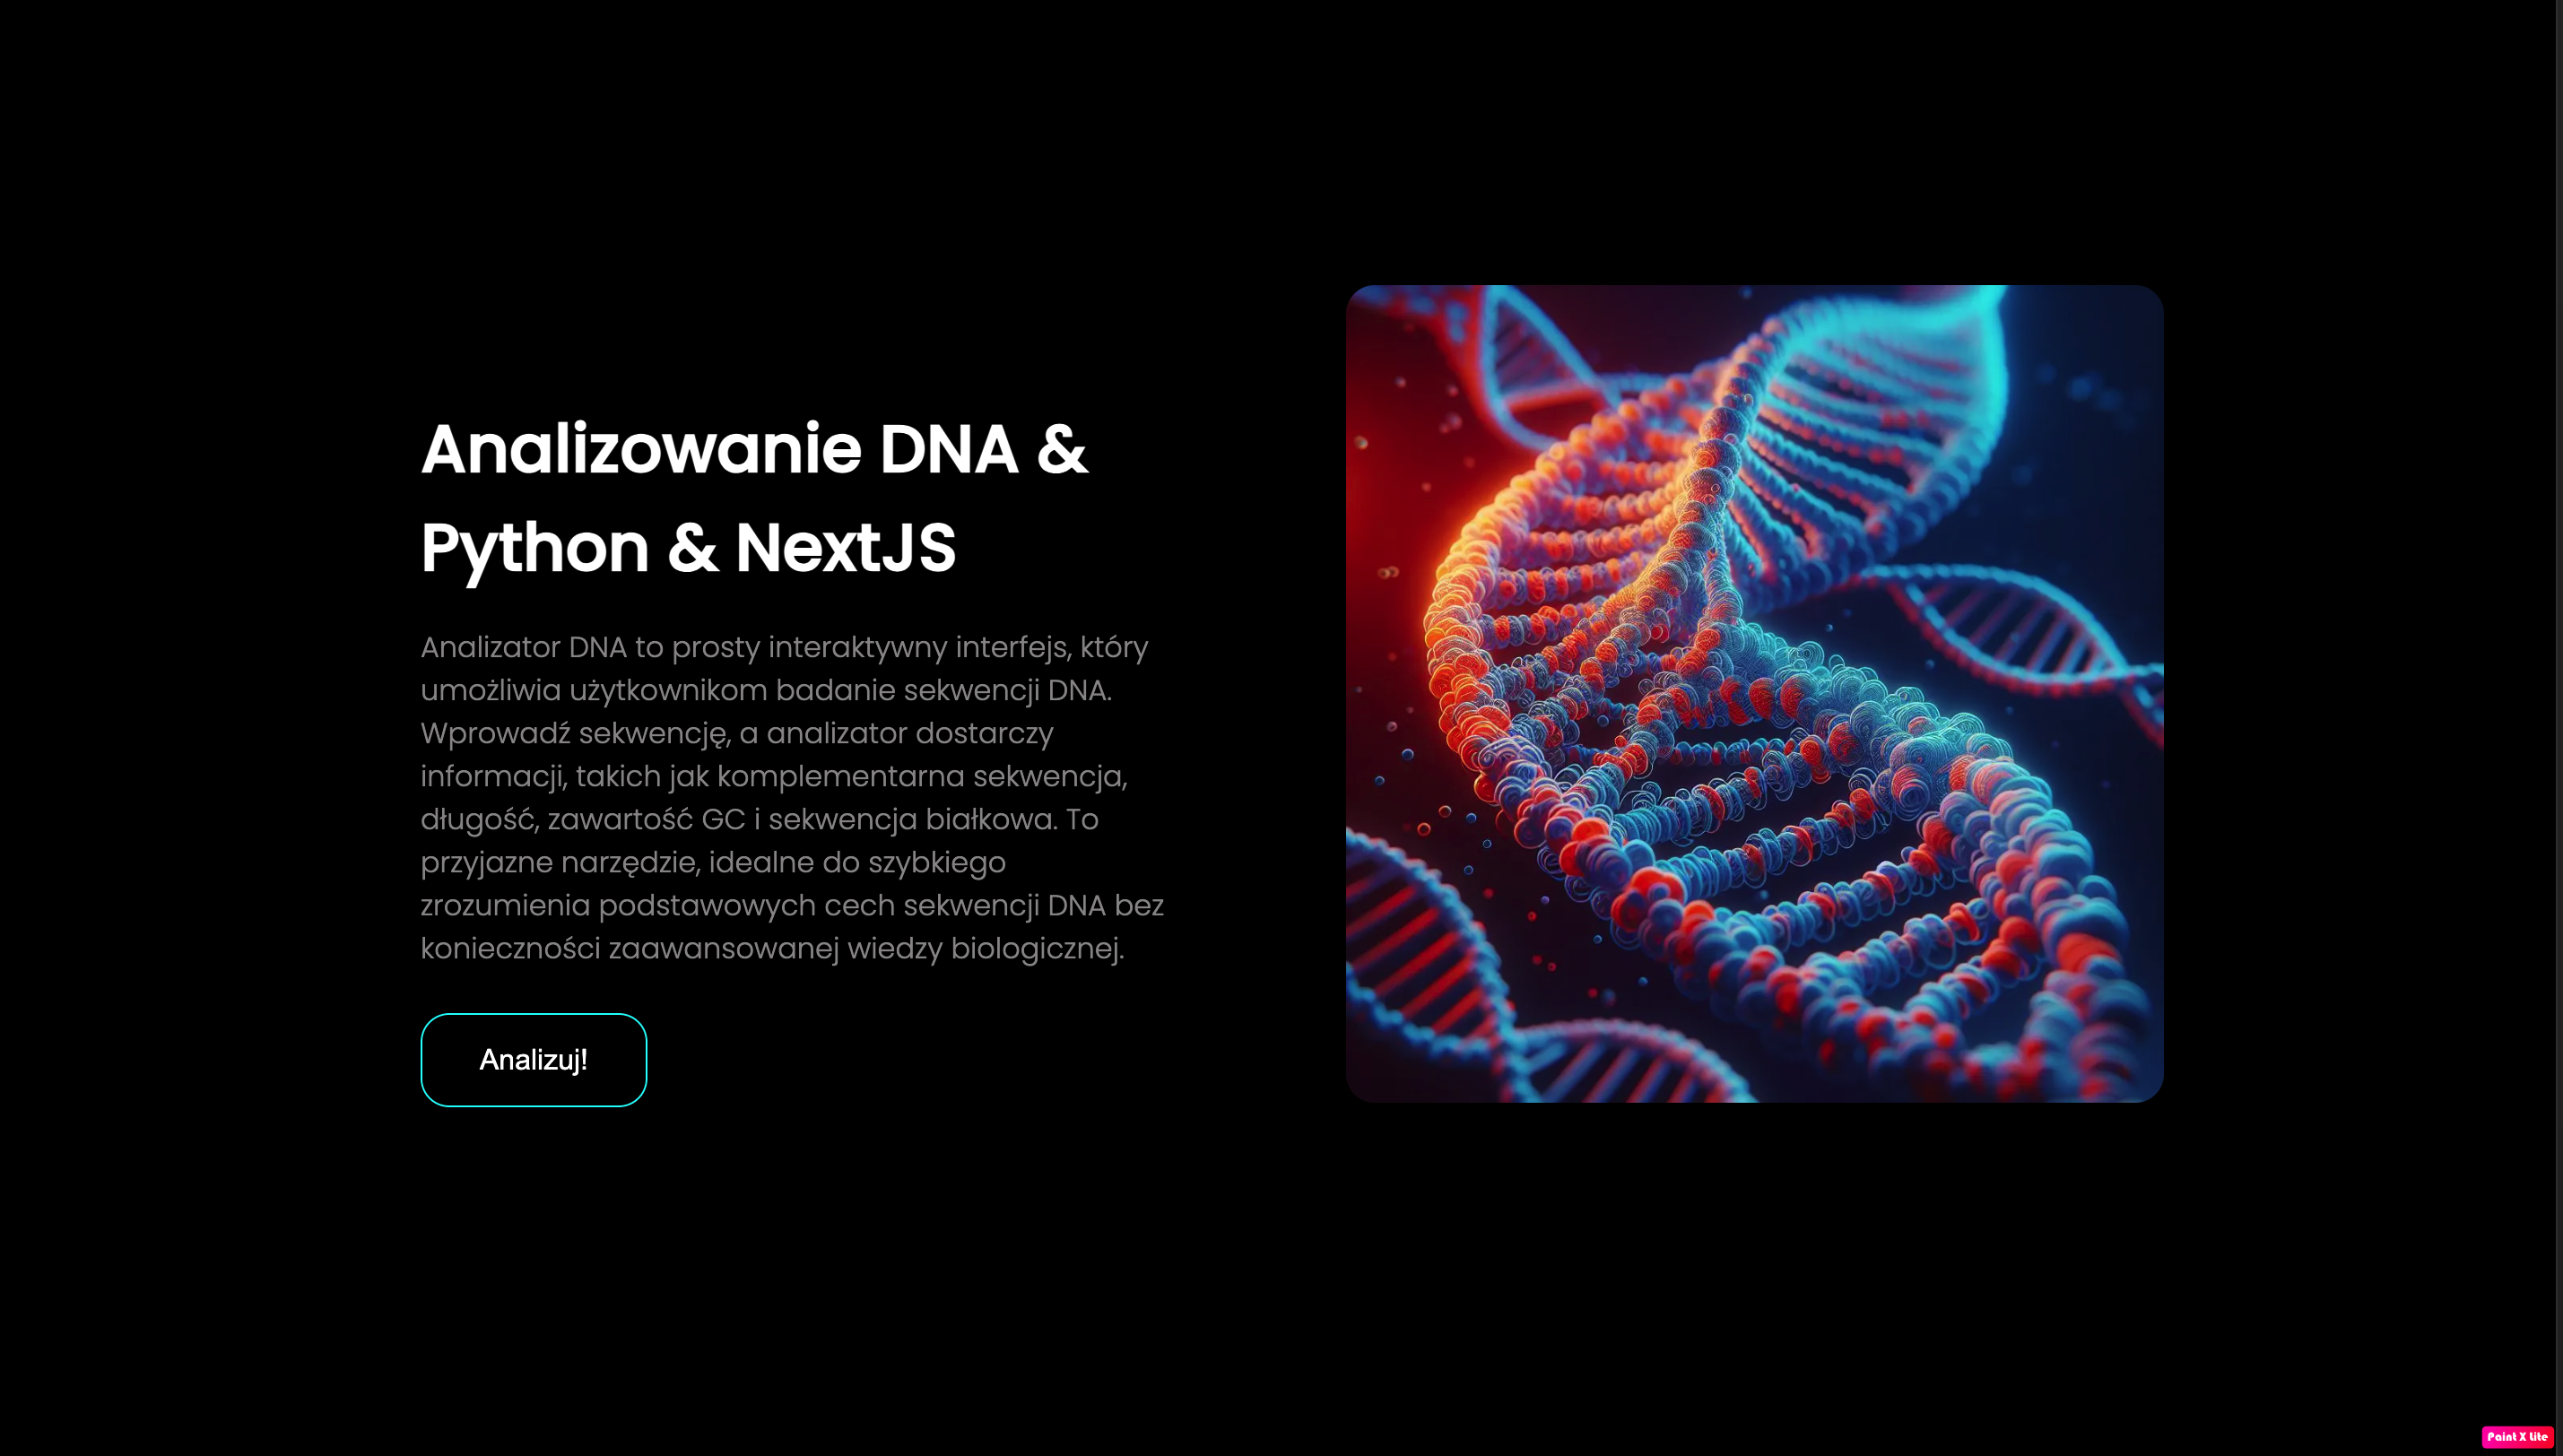 Analizowanie DNA &
Python & NextJS
Analizator DNA to prosty interaktywny interfejs, który
umożliwia użytkownikom badanie sekwencji DNA.
Wprowadź sekwencję, a analizator dostarczy
informacji, takich jak komplementarna sekwencja,
długość, zawartość GC i sekwencja białkowa. To
przyjazne narzędzie, idealne do szybkiego
zrozumienia podstawowych cech sekwencji DNA bez
konieczności zaawansowanej wiedzy biologicznej.
Analizuj!
Paint X Lite